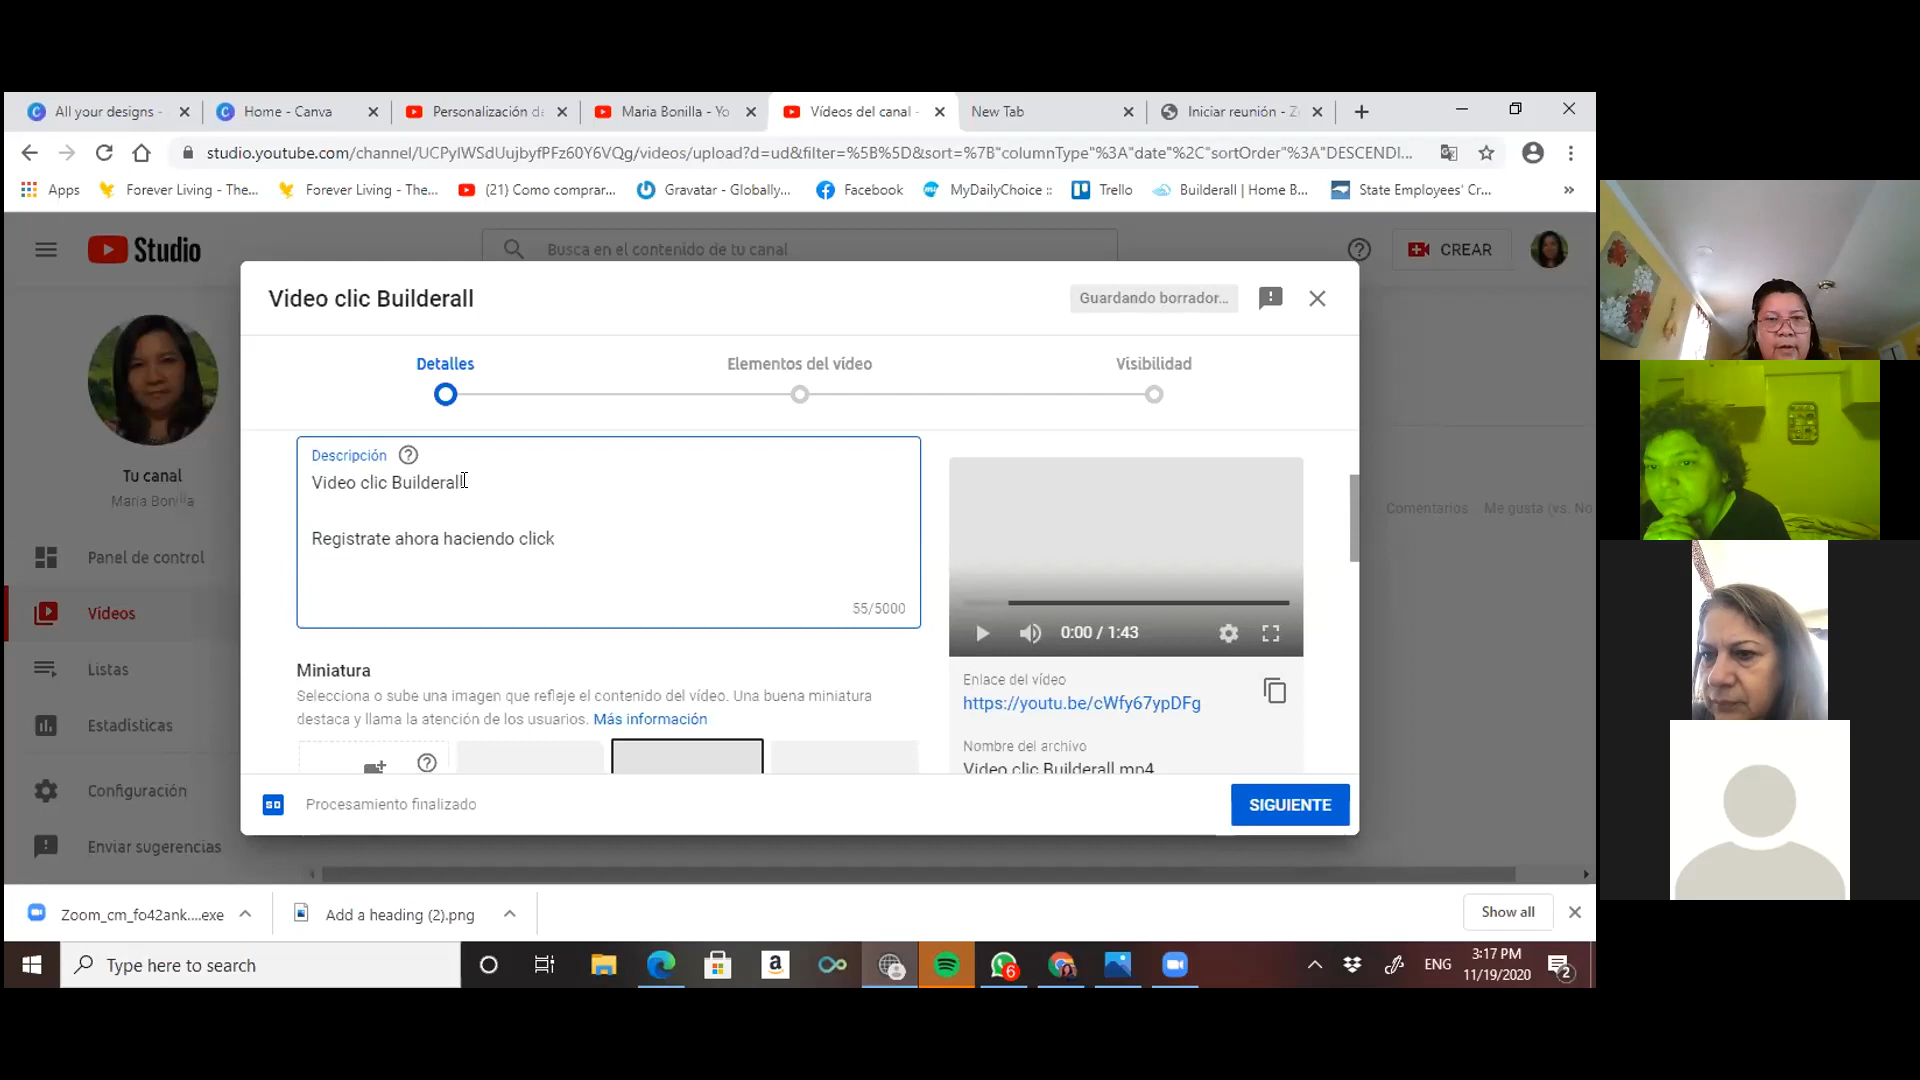 All your designs -
Home - Canva
Personalización de
Maria Bonilla - Yo
Vídeos del canal -
New Tab
Iniciar reunión - Z
studio.youtube.com/channel/UCPyIWSdUujbyfPFz60Y6VQg/videos/upload?d=ud&filter=%5B%5D&sort=%7B"columnType"%3A"date"%2C"sortOrder"%3A"DESCENDI...
Apps
Forever Living - The...
Forever Living - The...
(21) Como comprar...
Gravatar - Globally...
Facebook
MyDailyChoice ::
Trello
Builderall | Home B...
State Employees' Cr...
»
Studio
Busca en el contenido de tu canal
CREAR
Video clic Builderall
Guardando borrador...
Detalles
Elementos del vídeo
Visibilidad
Tu canal
Maria Bonilla
Panel de control
Vídeos
Listas
Estadísticas
Configuración
Enviar sugerencias
Descripción
Video clic Builderall
Registrate ahora haciendo click
55/5000
Miniatura
Selecciona o sube una imagen que refleje el contenido del vídeo. Una buena miniatura
destaca y llama la atención de los usuarios. Más información
0:00 / 1:43
Enlace del vídeo
https://youtu.be/cWfy67ypDFg
Nombre del archivo
Video clic Builderall.mp4
Comentarios
Me gusta (vs. No
SD
Procesamiento finalizado
SIGUIENTE
Zoom_cm_fo42ank....exe
Add a heading (2).png
Show all
Type here to search
6
ENG
3:17 PM
11/19/2020
2